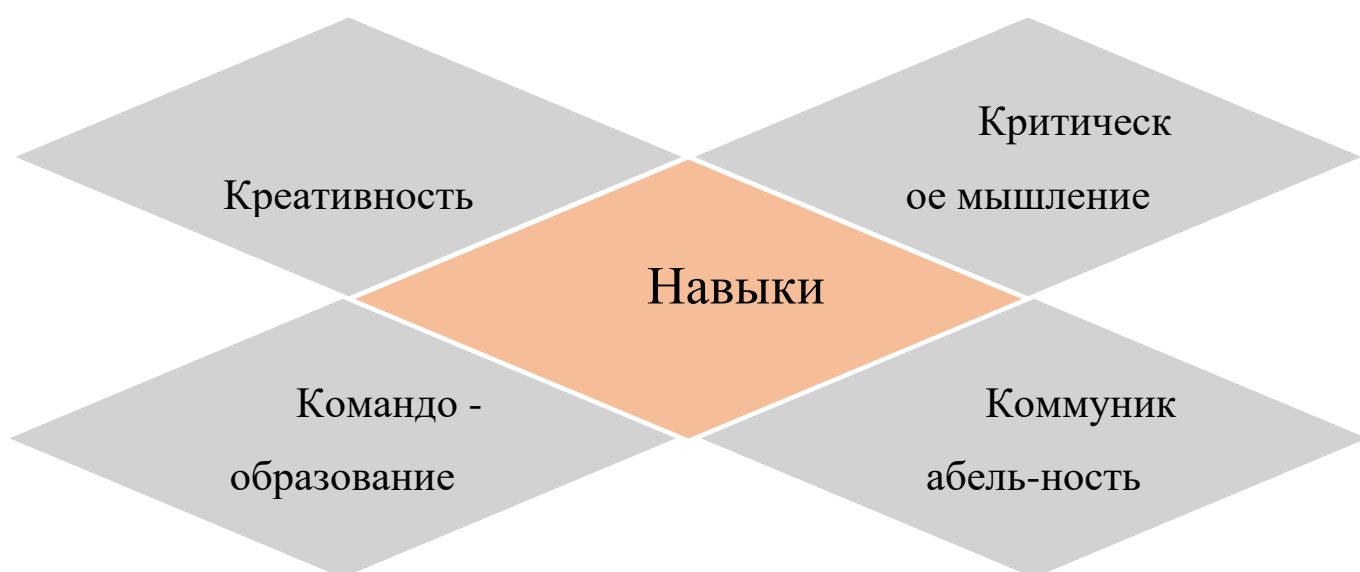 Креативность
Критическ
ое мышление
Навыки
Командо -
образование
Коммуник
абель-ность